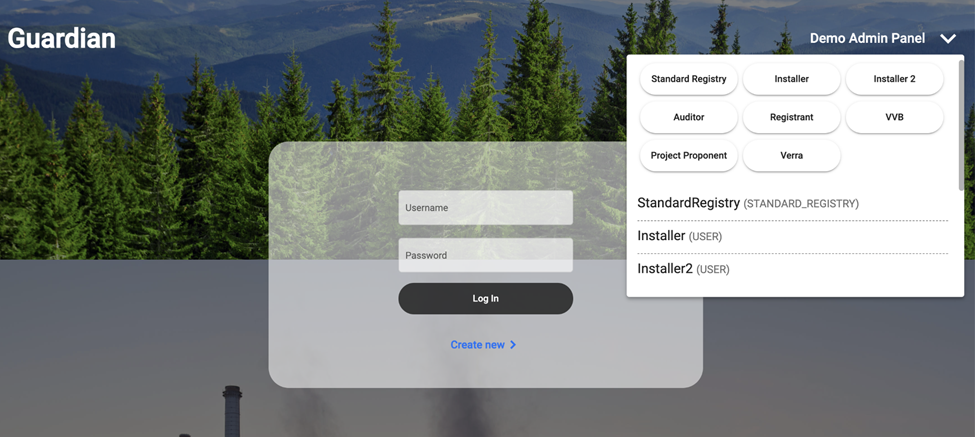 Guardian
Demo Admin Panel
Standard Registry Installer Installer 2
Auditor Registrant VVB
Project Proponent Verra
StandardRegistry (STANDARD_REGISTRY)
Installer (USER)
Installer2 (USER)
Username
Password
Log In
Create new